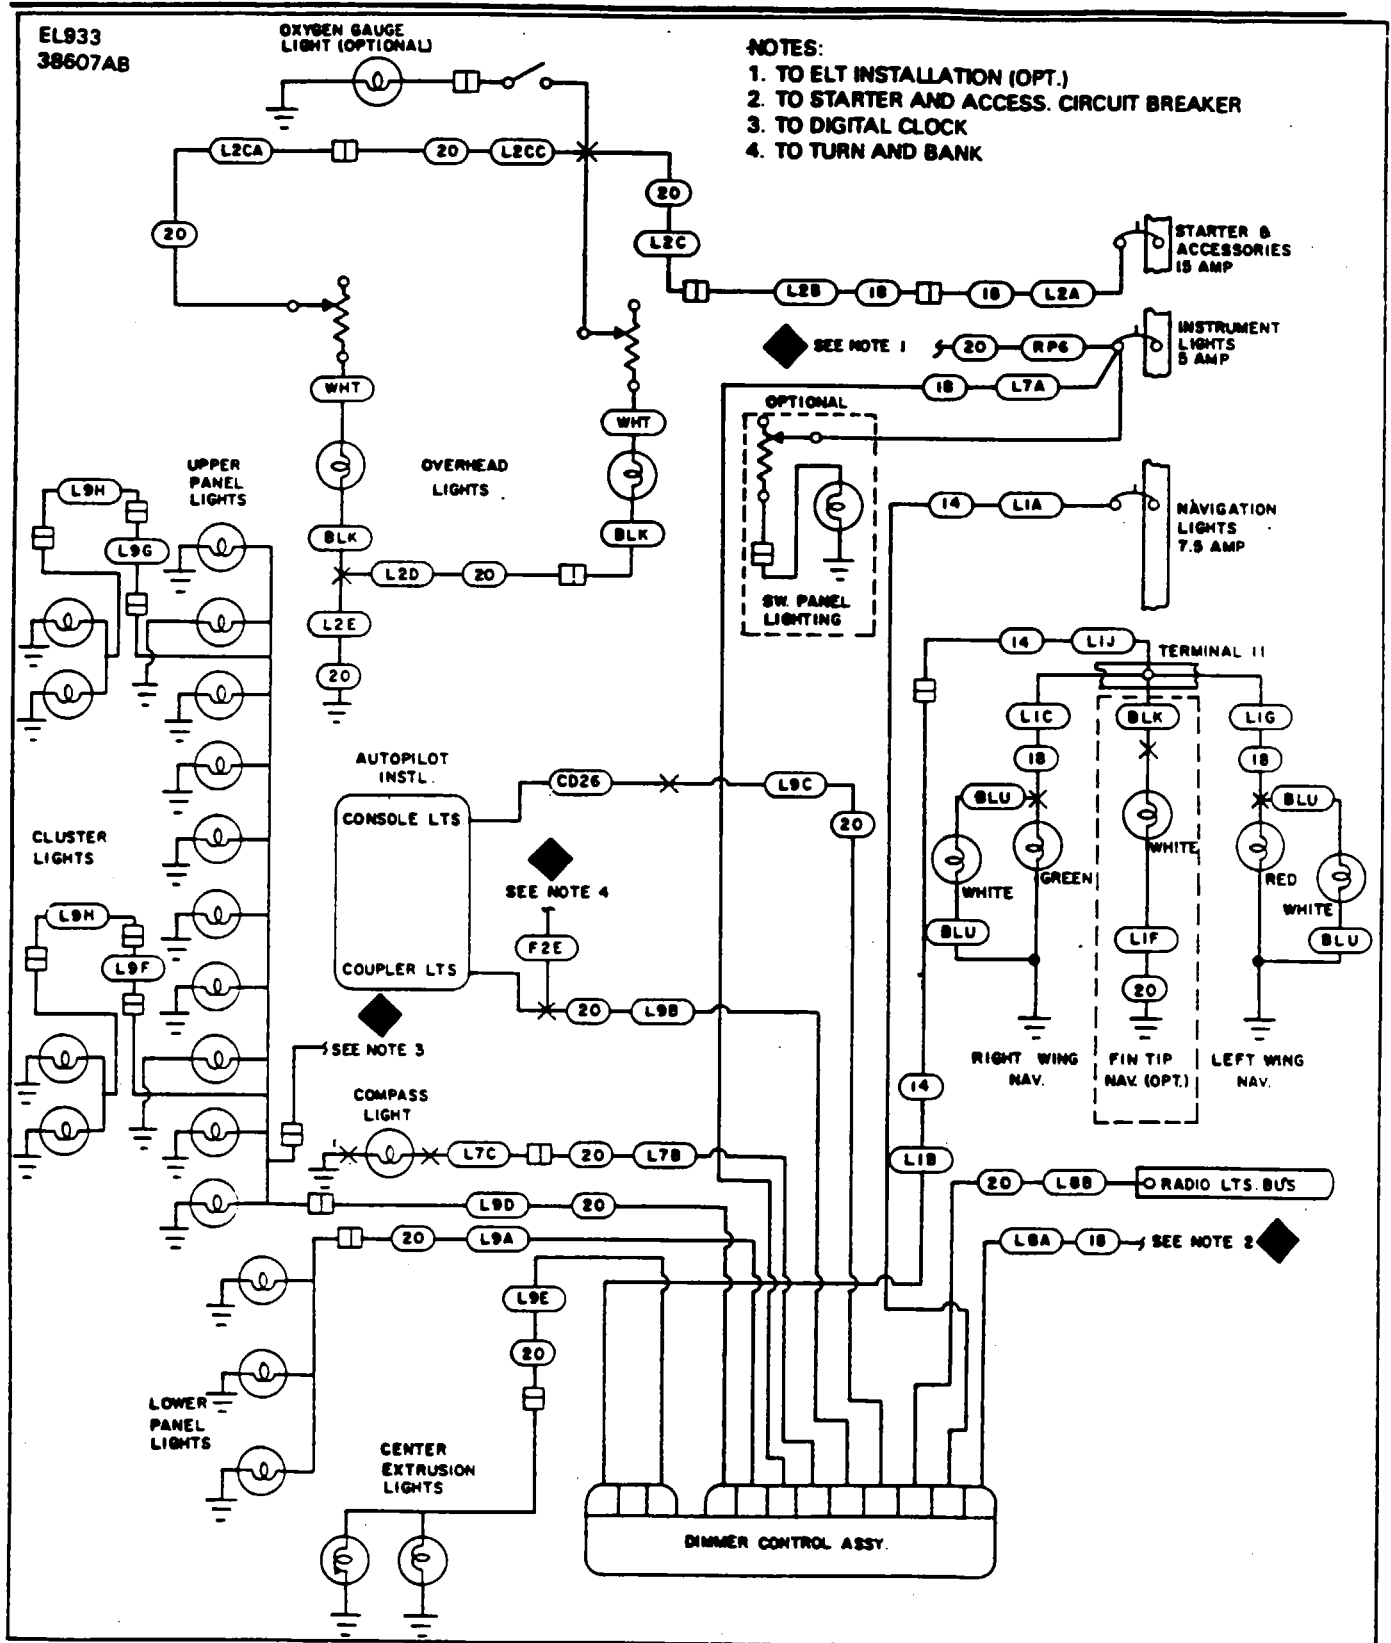 EL933
38607AB
OXYGEN GAUGE
LIGHT (OPTIONAL)
NOTES:
1. TO ELT INSTALLATION (OPT.)
2. TO STARTER AND ACCESS. CIRCUIT BREAKER
3. TO DIGITAL CLOCK
4. TO TURN AND BANK
L2CA
20
L2CC
20
20
L2C
STARTER &
ACCESSORIES
15 AMP
L2B
18
18
L2A
INSTRUMENT
LIGHTS
5 AMP
SEE NOTE 1
20
RP6
18
L7A
WHT
WHT
OPTIONAL
UPPER
PANEL
LIGHTS
OVERHEAD
LIGHTS
L9H
L9G
BLK
BLK
14
L1A
NAVIGATION
LIGHTS
7.5 AMP
L2D
20
SW. PANEL
LIGHTING
L2E
20
14
L1J
TERMINAL 11
L1C
BLK
L1G
18
18
AUTOPILOT
INSTL.
CD26
L9C
CONSOLE LTS
20
BLU
BLU
CLUSTER
LIGHTS
WHITE
GREEN
WHITE
RED
WHITE
SEE NOTE 4
L9H
F2E
BLU
L1F
BLU
L9F
COUPLER LTS
20
20
L9B
SEE NOTE 3
RIGHT WING
NAV.
FIN TIP
NAV. (OPT.)
LEFT WING
NAV.
14
COMPASS
LIGHT
L7C
20
L7B
L1B
20
L8B
RADIO LTS. BUS
L9D
20
20
L9A
L8A
18
SEE NOTE 2
L9E
20
LOWER
PANEL
LIGHTS
CENTER
EXTRUSION
LIGHTS
DIMMER CONTROL ASSY.